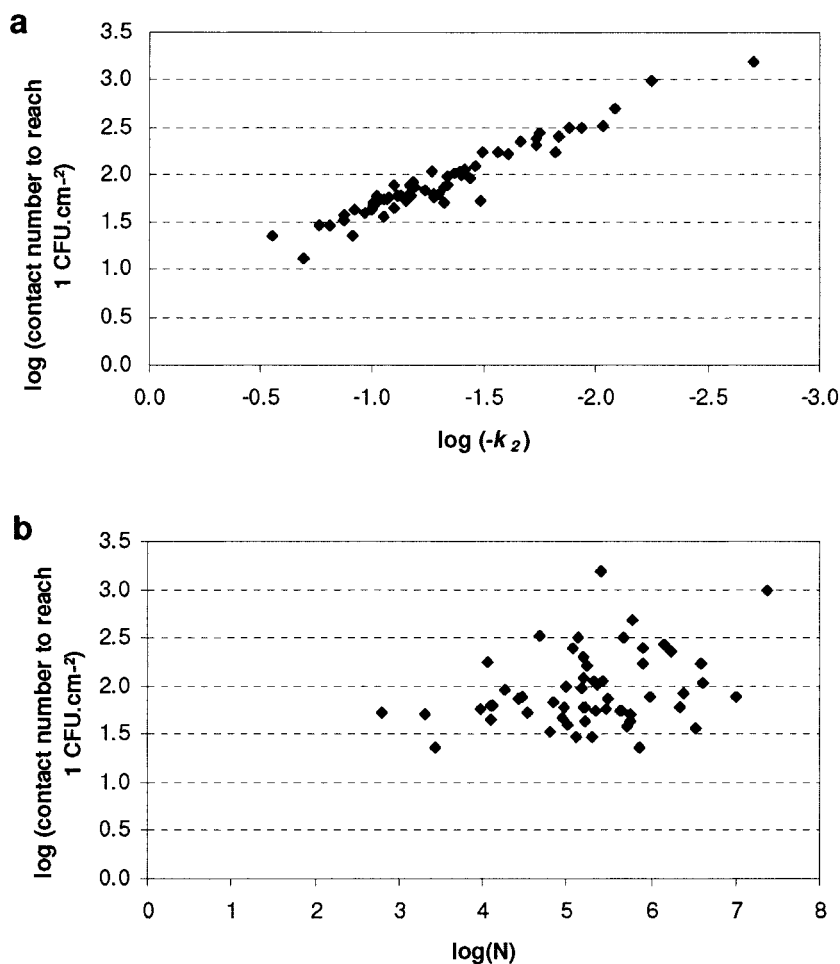 a
3.5
3.0
2.5
2.0
1.5
1.0
0.5
0.0
log (contact number to reach
1 CFU.cm-²)
0.0 -0.5 -1.0 -1.5 -2.0 -2.5 -3.0
log (-k₂)
b
3.5
3.0
2.5
2.0
1.5
1.0
0.5
0.0
log (contact number to reach
1 CFU.cm-²)
0 1 2 3 4 5 6 7 8
log(N)